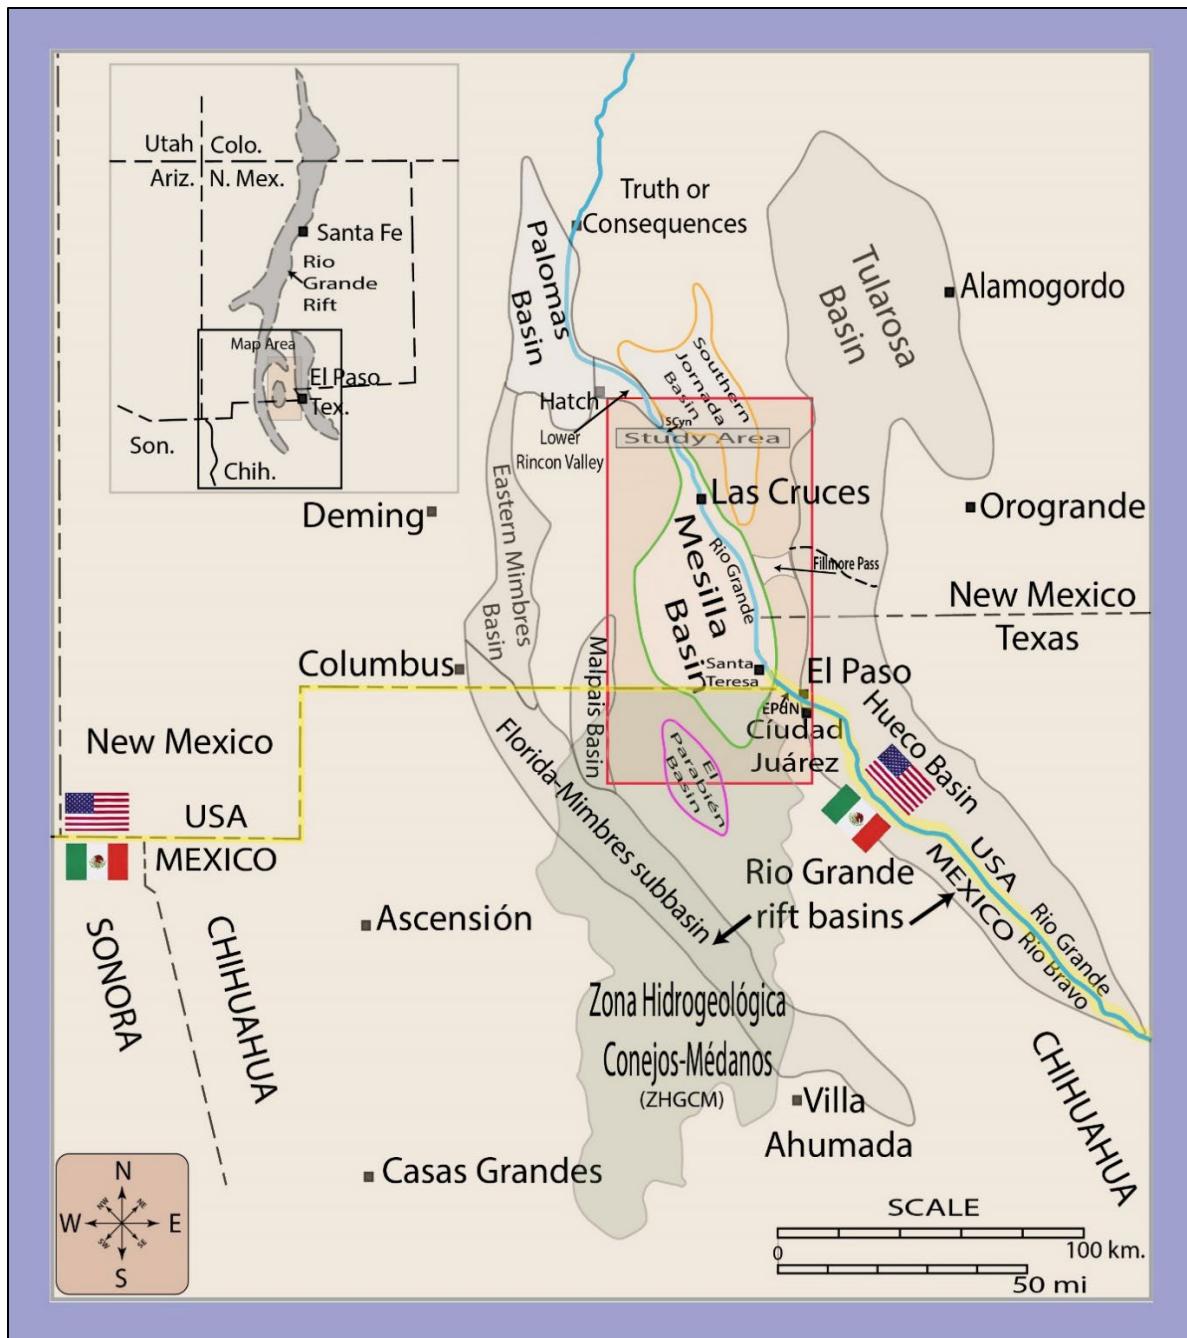 Utah
Colo.
Ariz.
N. Mex.
Santa Fe
Rio
Grande
Rift
Map Area
El Paso
Tex.
Son.
Chih.
Truth or
Consequences
Palomas
Basin
Tularosa
Basin
Alamogordo
Southern
Jornada
Basin
Hatch
Lower
Rincon Valley
SCyn
Study Area
Eastern Mimbres
Basin
Deming
Las Cruces
Orogrande
Mesilla
Basin
Rio Grande
Fillmore Pass
New Mexico
Texas
Columbus
Malpais Basin
Santa
Teresa
El Paso
EPdN
Cíudad
Juárez
Hueco Basin
New Mexico
USA
MEXICO
Florida-Mimbres subbasin
El
Parabién
Basin
USA
MEXICO
Rio Grande
Rio Bravo
Rio Grande
rift basins
SONORA
CHIHUAHUA
Ascensión
Zona Hidrogeológica
Conejos-Médanos
(ZHGCM)
CHIHUAHUA
Villa
Ahumada
Casas Grandes
N
NW
NE
W
E
SW
SE
S
SCALE
0
100 km.
50 mi